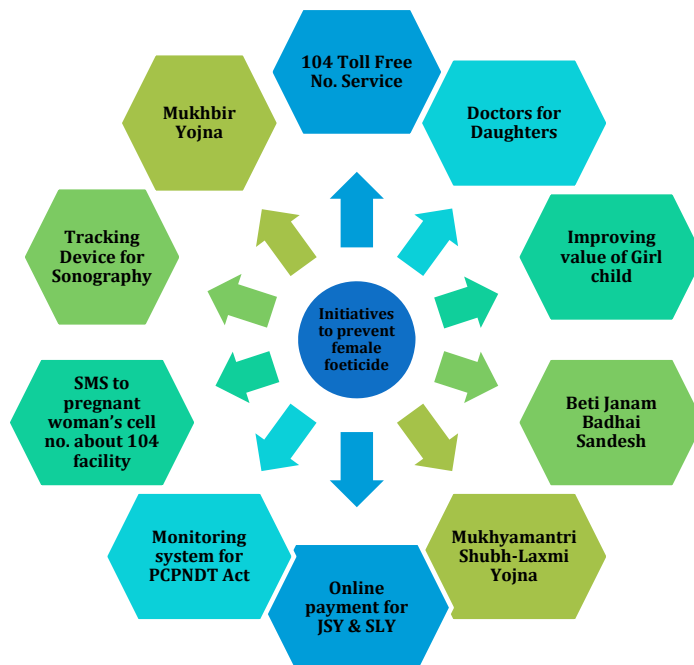 104 Toll Free
No. Service
Doctors for
Daughters
Improving
value of Girl
child
Beti Janam
Badhai
Sandesh
Mukhyamantri
Shubh-Laxmi
Yojna
Online
payment for
JSY & SLY
Monitoring
system for
PCPNDT Act
SMS to
pregnant
woman's cell
no. about 104
facility
Tracking
Device for
Sonography
Mukhbir
Yojna
Initiatives
to prevent
female
foeticide